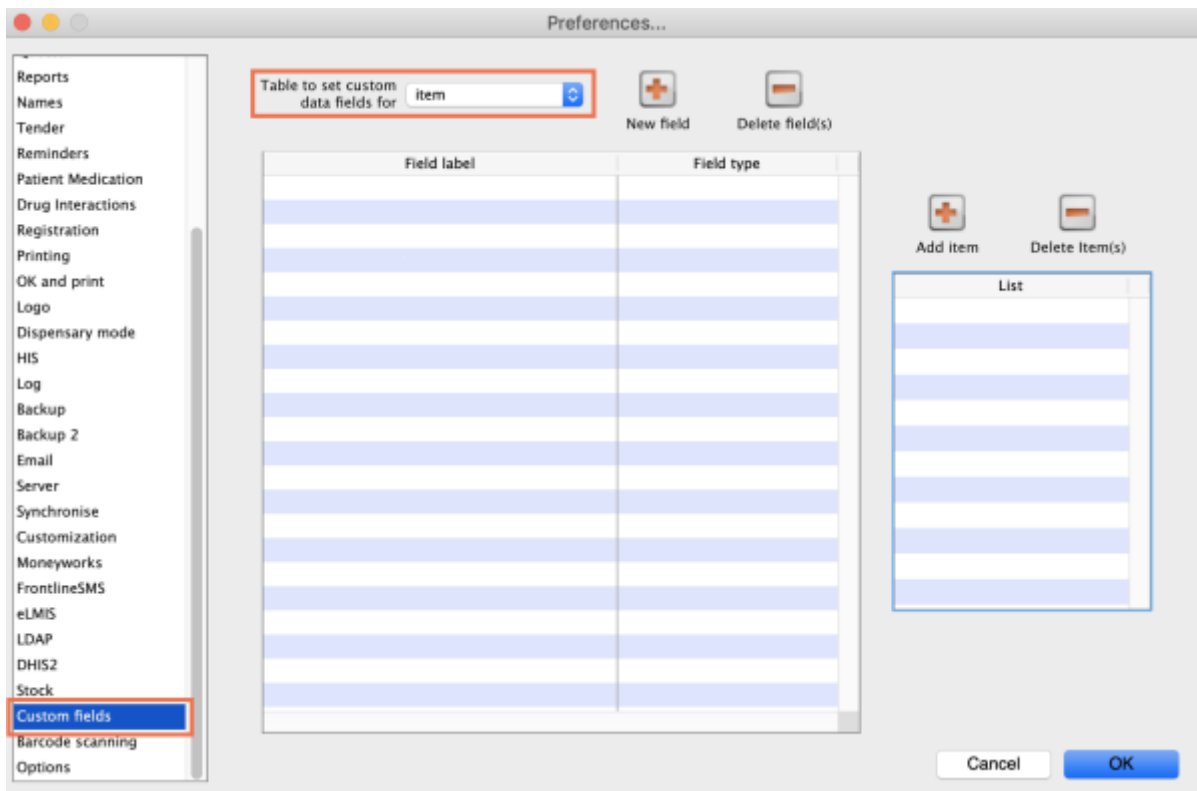 Preferences...
Reports
Names
Tender
Reminders
Patient Medication
Drug Interactions
Registration
Printing
OK and print
Logo
Dispensary mode
HIS
Log
Backup
Backup 2
Email
Server
Synchronise
Customization
Moneyworks
FrontlineSMS
eLMIS
LDAP
DHIS2
Stock
Custom fields
Barcode scanning
Options
Table to set custom
data fields for
item
New field
Delete field(s)
Field label
Field type
Add item
Delete Item(s)
List
Cancel
OK